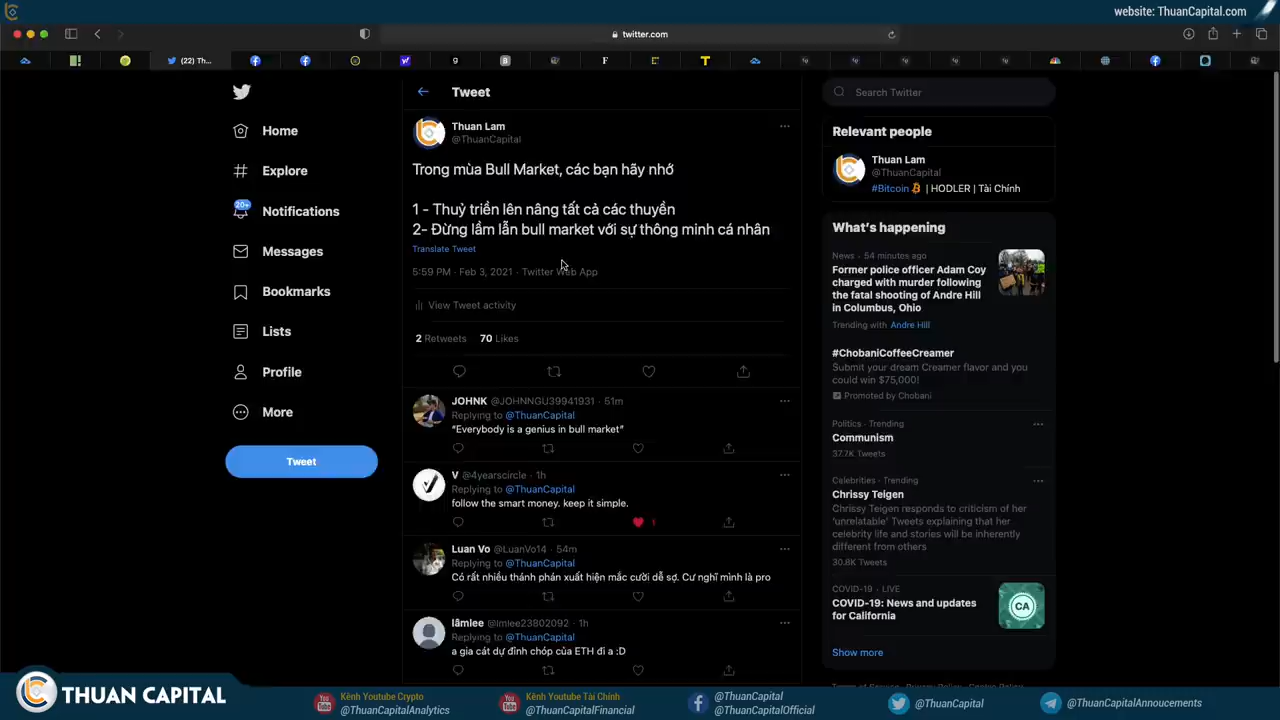 website: ThuanCapital.com
twitter.com
(22) Th...
Tweet
Search Twitter
Home
Explore
20+
Notifications
Messages
Bookmarks
Lists
Profile
More
Tweet
Thuan Lam
@ThuanCapital
Trong mùa Bull Market, các bạn hãy nhớ
1 - Thuỷ triền lên nâng tất cả các thuyền
2- Đừng lầm lẫn bull market với sự thông minh cá nhân
Translate Tweet
5:59 PM · Feb 3, 2021 · Twitter Web App
View Tweet activity
2 Retweets 70 Likes
JOHNK @JOHNNGU39941931 · 51m
Replying to @ThuanCapital
“Everybody is a genius in bull market”
V @4yearscircle · 1h
Replying to @ThuanCapital
follow the smart money. keep it simple.
1
Luan Vo @LuanVo14 · 54m
Replying to @ThuanCapital
Có rất nhiều thánh phán xuất hiện mắc cười dễ sợ. Cư nghĩ mình là pro
lâmlee @lmlee23802092 · 1h
Replying to @ThuanCapital
a gia cát dự đỉnh chóp của ETH đi a :D
Relevant people
Thuan Lam
@ThuanCapital
#Bitcoin | HODLER | Tài Chính
What's happening
News · 54 minutes ago
Former police officer Adam Coy
charged with murder following
the fatal shooting of Andre Hill
in Columbus, Ohio
Trending with Andre Hill
#ChobaniCoffeeCreamer
Submit your dream Creamer flavor and you
could win $75,000!
Promoted by Chobani
Politics · Trending
Communism
37.7K Tweets
Celebrities · Trending
Chrissy Teigen
Chrissy Teigen responds to criticism of her
'unrelatable' Tweets explaining that her
celebrity life and stories will be inherently
different from others
30.8K Tweets
COVID-19 · LIVE
COVID-19: News and updates
for California
CA
Show more
THUAN CAPITAL
Kênh Youtube Crypto
@ThuanCapitalAnalytics
Kênh Youtube Tài Chính
@ThuanCapitalFinancial
@ThuanCapital
@ThuanCapitalOfficial
@ThuanCapital
@ThuanCapitalAnnoucements